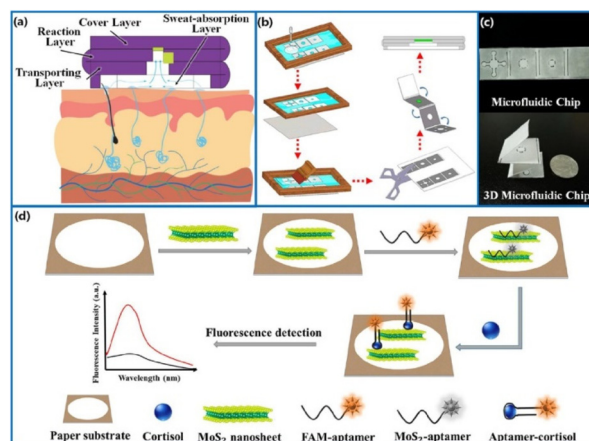 (a)
Cover Layer
Sweat-absorption
Layer
Reaction
Layer
Transporting
Layer
(b)
(c)
Microfluidic Chip
3D Microfluidic Chip
(d)
Fluorescence Intensity (a.u.)
Wavelength (nm)
Fluorescence detection
Paper substrate
Cortisol
MoS2 nanosheet
FAM-aptamer
MoS2-aptamer
Aptamer-cortisol